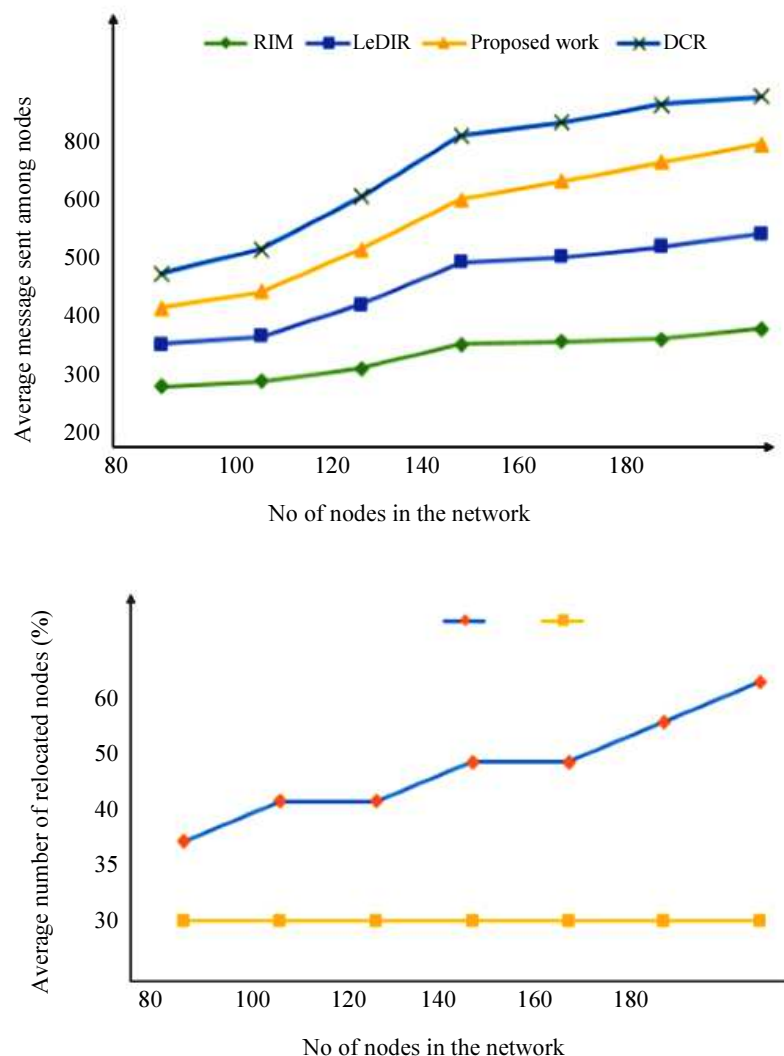 RIM LeDIR Proposed work DCR
Average message sent among nodes
800
600
500
400
300
200
80 100 120 140 160 180
No of nodes in the network
Average number of relocated nodes (%)
60
50
40
35
30
80 100 120 140 160 180
No of nodes in the network